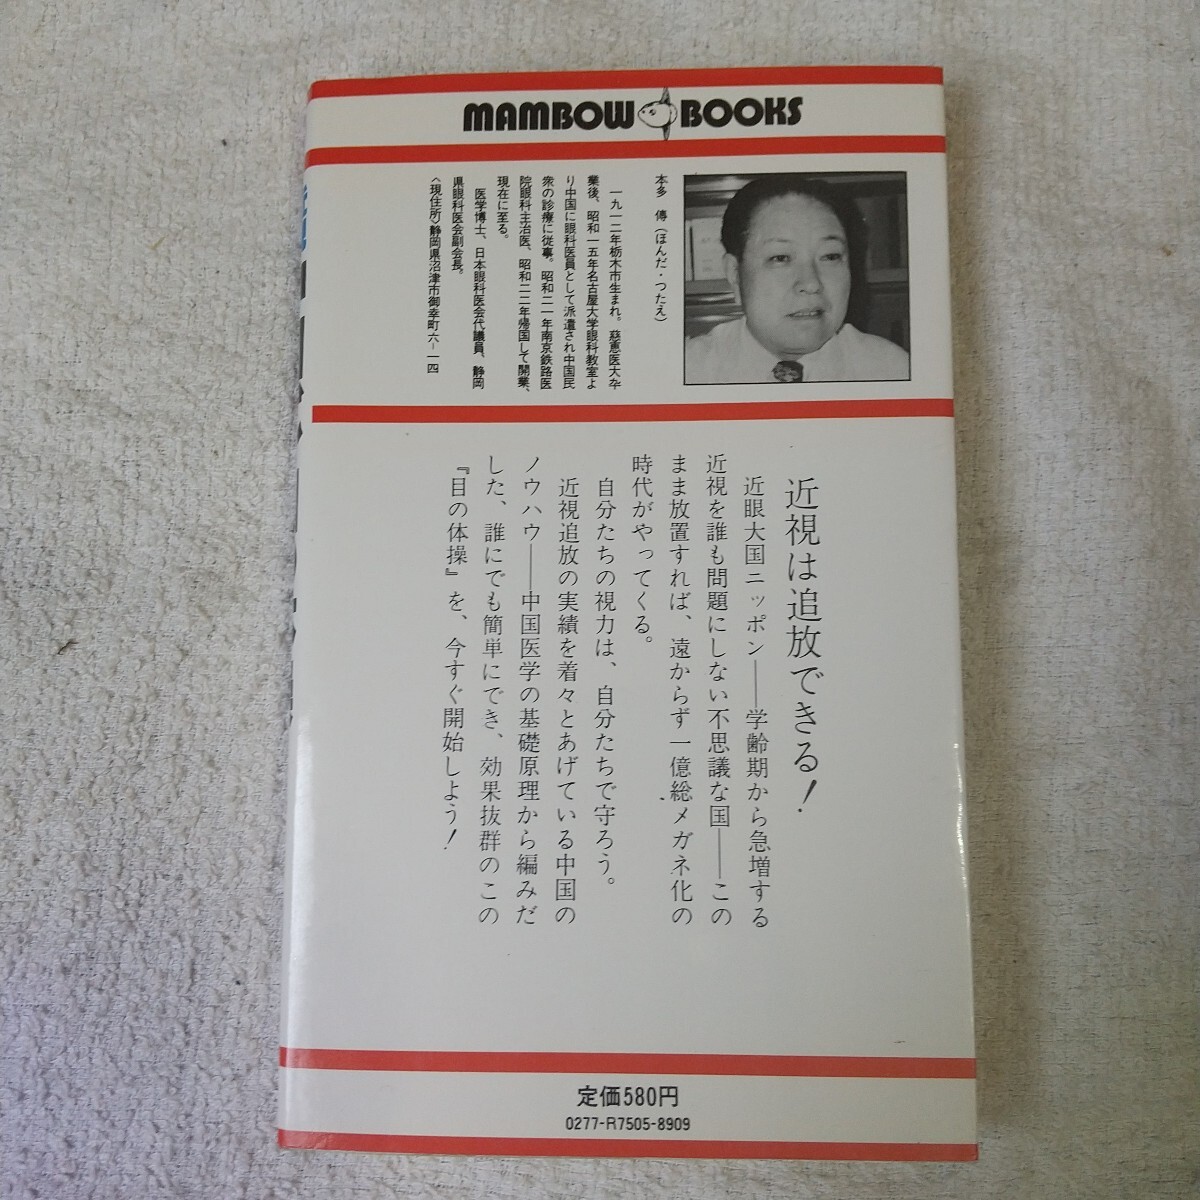 MAMBOW BOOKS
本多 傳（ほんだ・つたえ）
一九一二年栃木市生まれ。慈恵医大卒
業後、昭和一五年名古屋大学眼科教室よ
り中国に眼科医員として派遣され中国民
衆の診療に従事。昭和二一年南京鉄路医
院眼科主治医、昭和二二年帰国して開業、
現在に至る。
医学博士、日本眼科医会代議員、静岡
県眼科医会副会長。
〈現住所〉静岡県沼津市御幸町六−一四
近視は追放できる！
近眼大国ニッポン――学齢期から急増する
近視を誰も問題にしない不思議な国――この
まま放置すれば、遠からず一億総メガネ化の
時代がやってくる。
自分たちの視力は、自分たちで守ろう。
近視追放の実績を着々とあげている中国の
ノウハウ――中国医学の基礎原理から編みだ
した、誰にでも簡単にでき、効果抜群のこの
『目の体操』を、今すぐ開始しよう！
定価580円
0277-R7505-8909